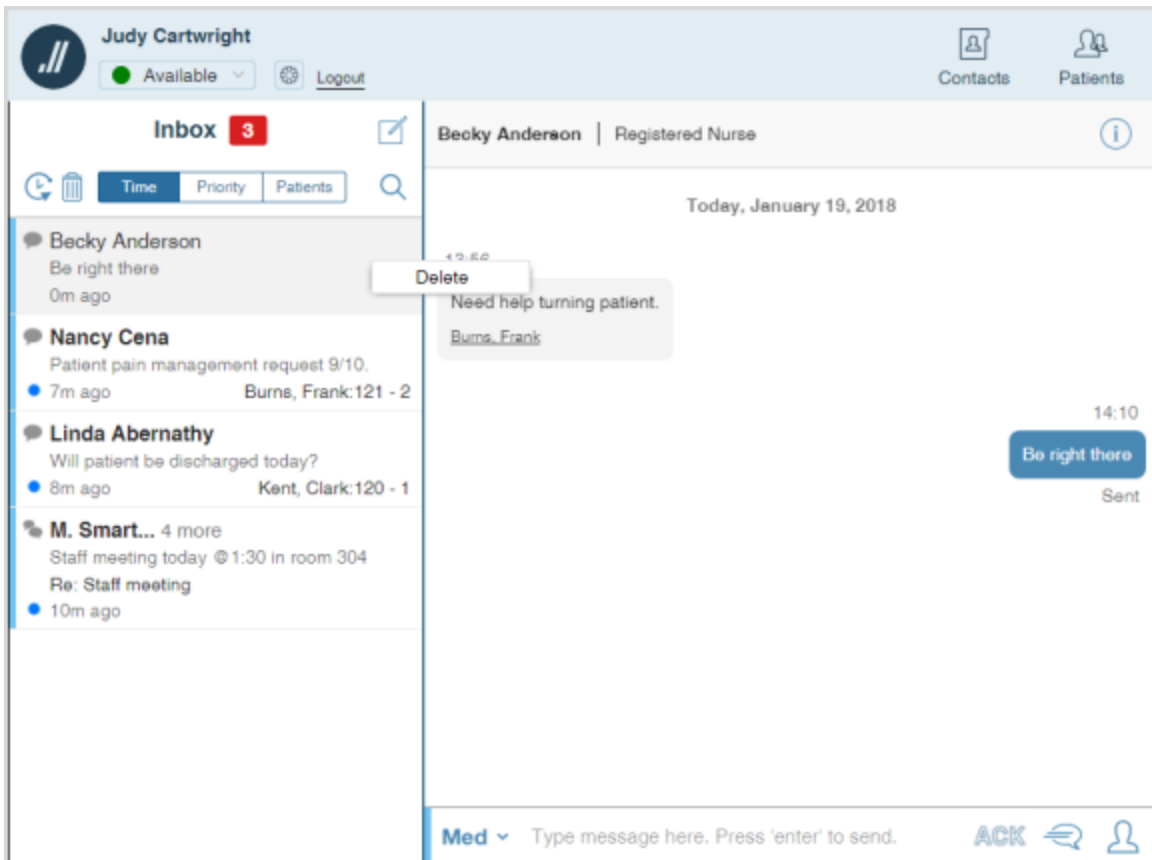 Judy Cartwright
Available
Logout
Contacts
Patients
Inbox 3
Time Priority Patients
Becky Anderson
Be right there
0m ago
Delete
Nancy Cena
Patient pain management request 9/10.
7m ago Burns, Frank:121 - 2
Linda Abernathy
Will patient be discharged today?
8m ago Kent, Clark:120 - 1
M. Smart... 4 more
Staff meeting today @1:30 in room 304
Re: Staff meeting
10m ago
Becky Anderson | Registered Nurse
Today, January 19, 2018
13:56
Need help turning patient.
Burns, Frank
14:10
Be right there
Sent
Med Type message here. Press 'enter' to send. ACK